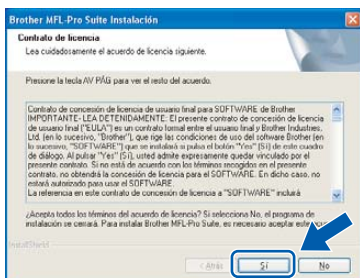 Brother MFL-Pro Suite Instalación
Contrato de licencia
Lea cuidadosamente el acuerdo de licencia siguiente.
Presione la tecla AV PÁG para ver el resto del acuerdo.
Contrato de concesión de licencia de usuario final para SOFTWARE de Brother
IMPORTANTE- LEA DETENIDAMENTE: El presente contrato de concesión de licencia
de usuario final ("EULA") es un contrato formal entre el usuario final y Brother Industries,
Ltd. (en lo sucesivo, "Brother"), que rige las condiciones de uso del software Brother (en
lo sucesivo, "SOFTWARE") que se instalará si pulsa el botón "Yes" (Sí) de este cuadro
de diálogo. Al pulsar "Yes" (Sí), usted admite expresamente quedar vinculado por el
presente contrato. Si no está de acuerdo con los términos recogidos en el presente
contrato, no obtendrá la concesión de licencia para el SOFTWARE. En dicho caso, no
estará autorizado para usar el SOFTWARE.
La referencia en este contrato de concesión de licencia a "SOFTWARE" incluirá
¿Acepta todos los términos del acuerdo de licencia? Si selecciona No, el programa de
instalación se cerrará. Para instalar Brother MFL-Pro Suite, es necesario aceptar este
InstallShield
< Atrás
Sí
No